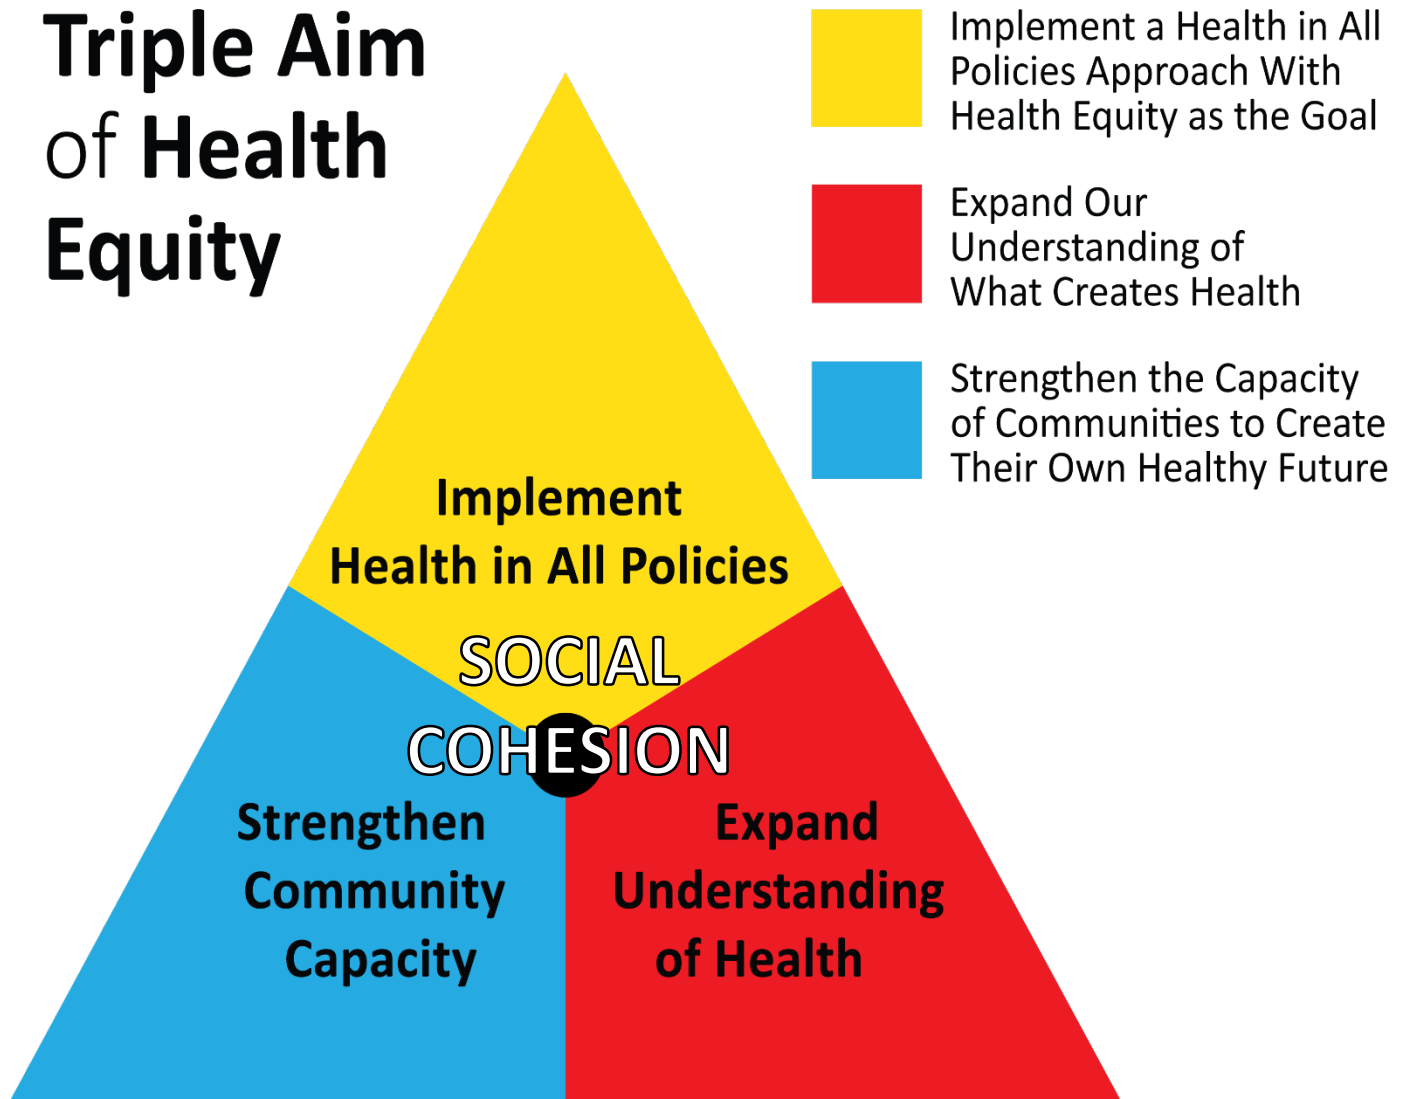 Triple Aim
of Health
Equity
Implement a Health in All
Policies Approach With
Health Equity as the Goal
Expand Our
Understanding of
What Creates Health
Strengthen the Capacity
of Communities to Create
Their Own Healthy Future
Implement
Health in All Policies
SOCIAL
COHESION
Strengthen
Community
Capacity
Expand
Understanding
of Health